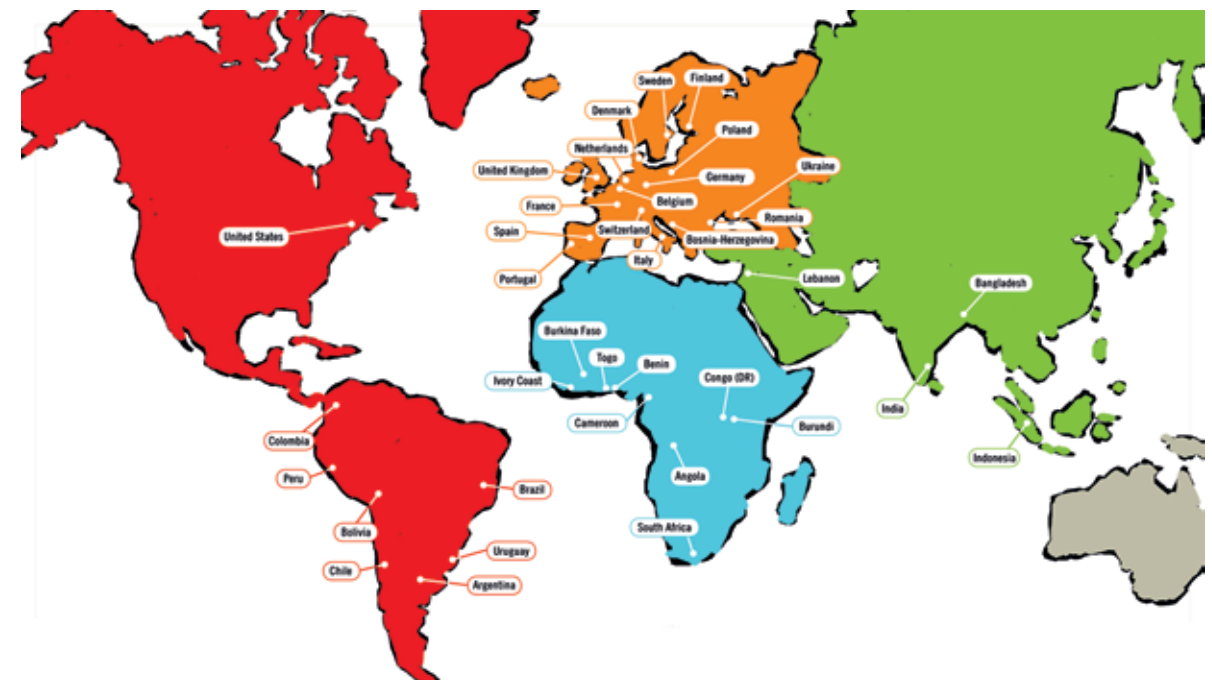 Sweden
Finland
Denmark
Poland
Netherlands
United Kingdom
Ukraine
Germany
Belgium
France
Romania
Spain
Switzerland
Bosnia-Herzegovina
Italy
Portugal
United States
Lebanon
Bangladesh
Burkina Faso
Togo
Benin
Ivory Coast
Congo (DR)
Cameroon
Burundi
India
Indonesia
Angola
South Africa
Colombia
Peru
Brazil
Bolivia
Uruguay
Chile
Argentina